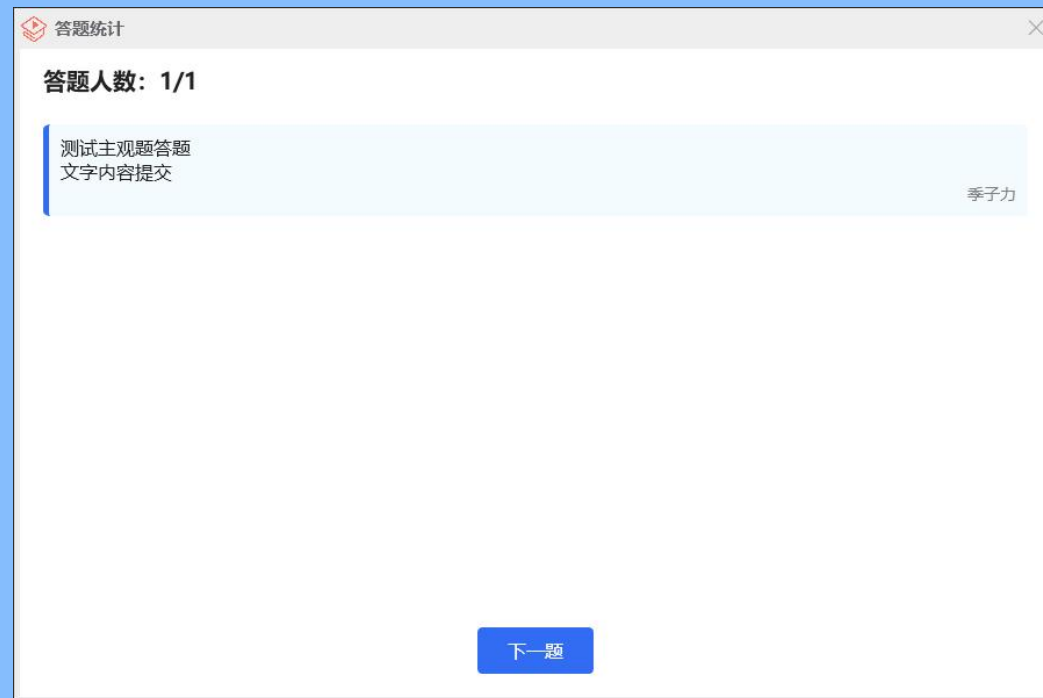 答题统计
答题人数：1/1
测试主观题答题
文字内容提交
季子力
下一题